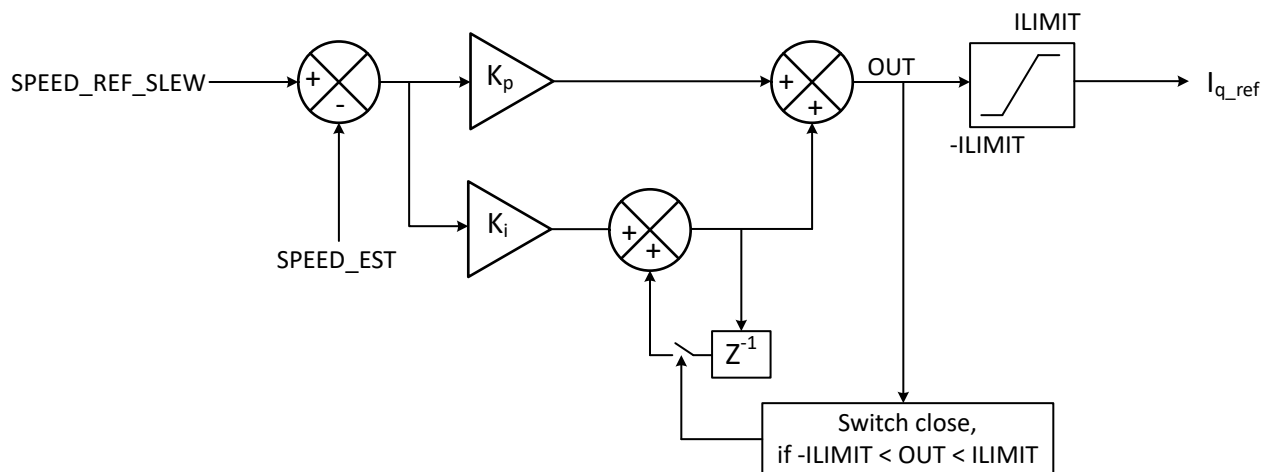 ILIMIT
SPEED_REF_SLEW
+
-
Kp
+
+
OUT
Iq_ref
-ILIMIT
SPEED_EST
Ki
+
+
Z-1
Switch close,
if -ILIMIT < OUT < ILIMIT